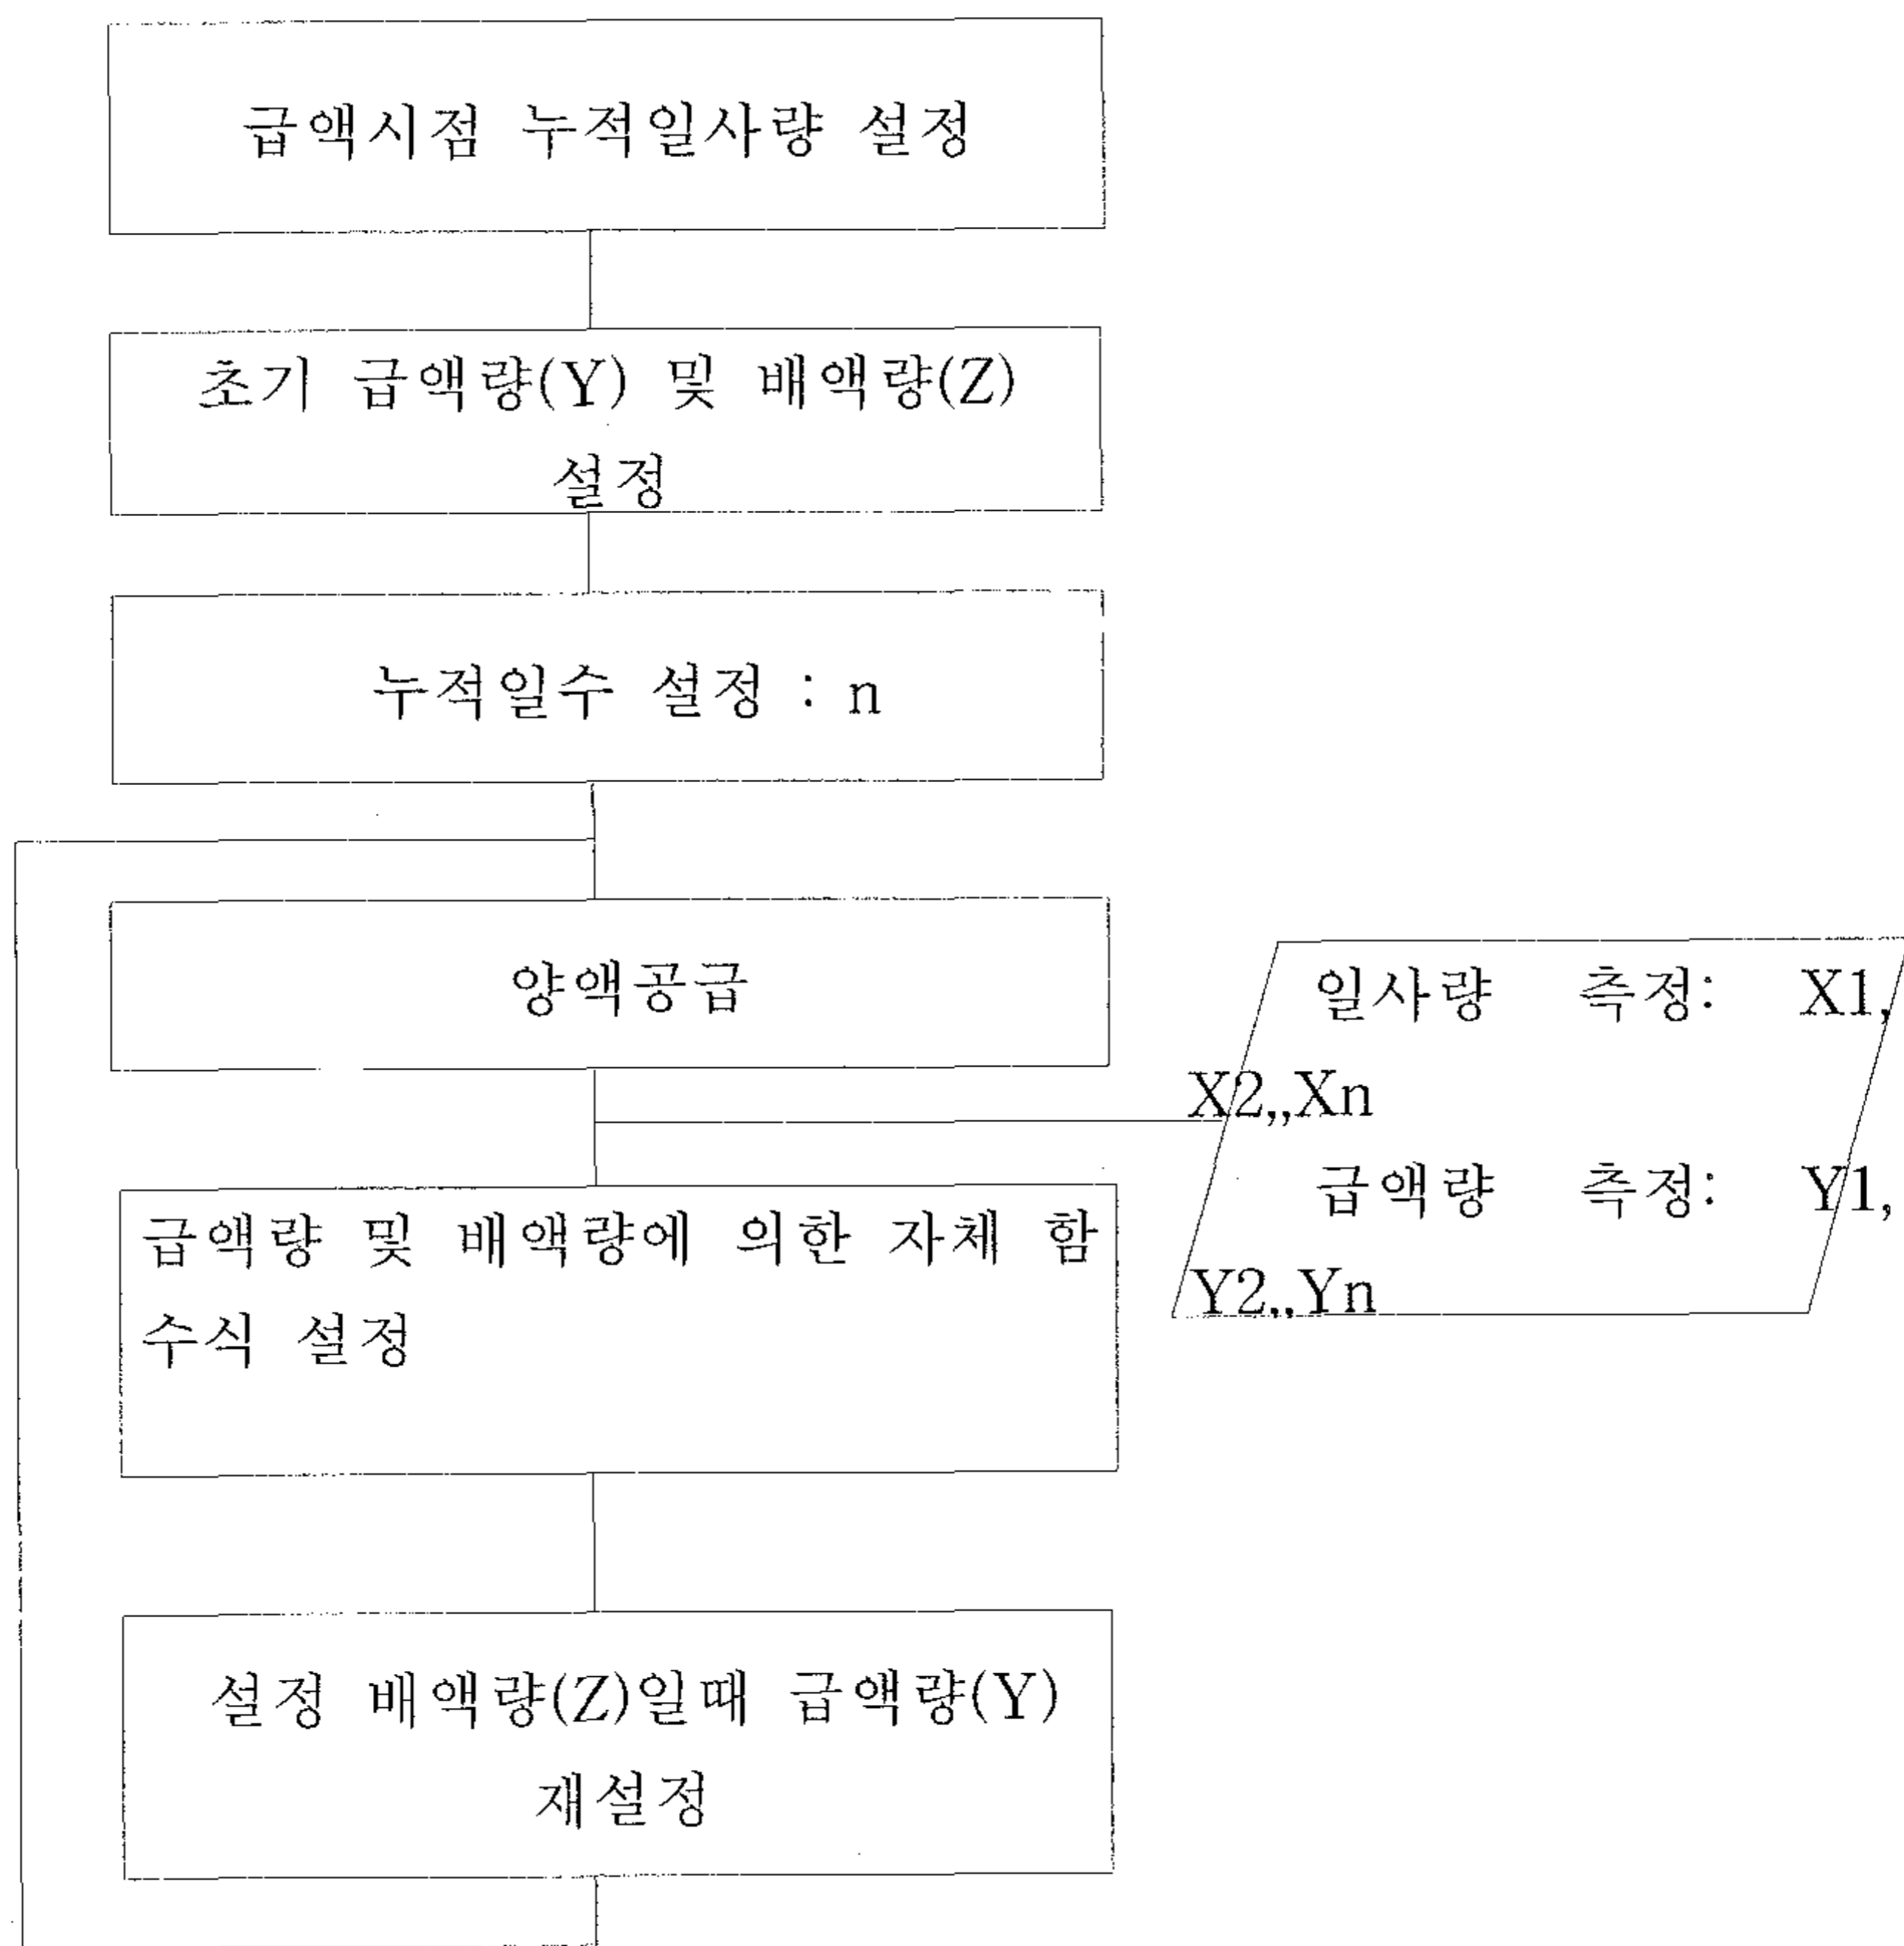 급액시점 누적일사량 설정
초기 급액량(Y) 및 배액량(Z)
설정
누적일수 설정 : n
양액공급
일사량 측정: X1,
X2,,Xn
급액량 측정: Y1,
Y2,,Yn
급액량 및 배액량에 의한 자체 함
수식 설정
설정 배액량(Z)일때 급액량(Y)
재설정